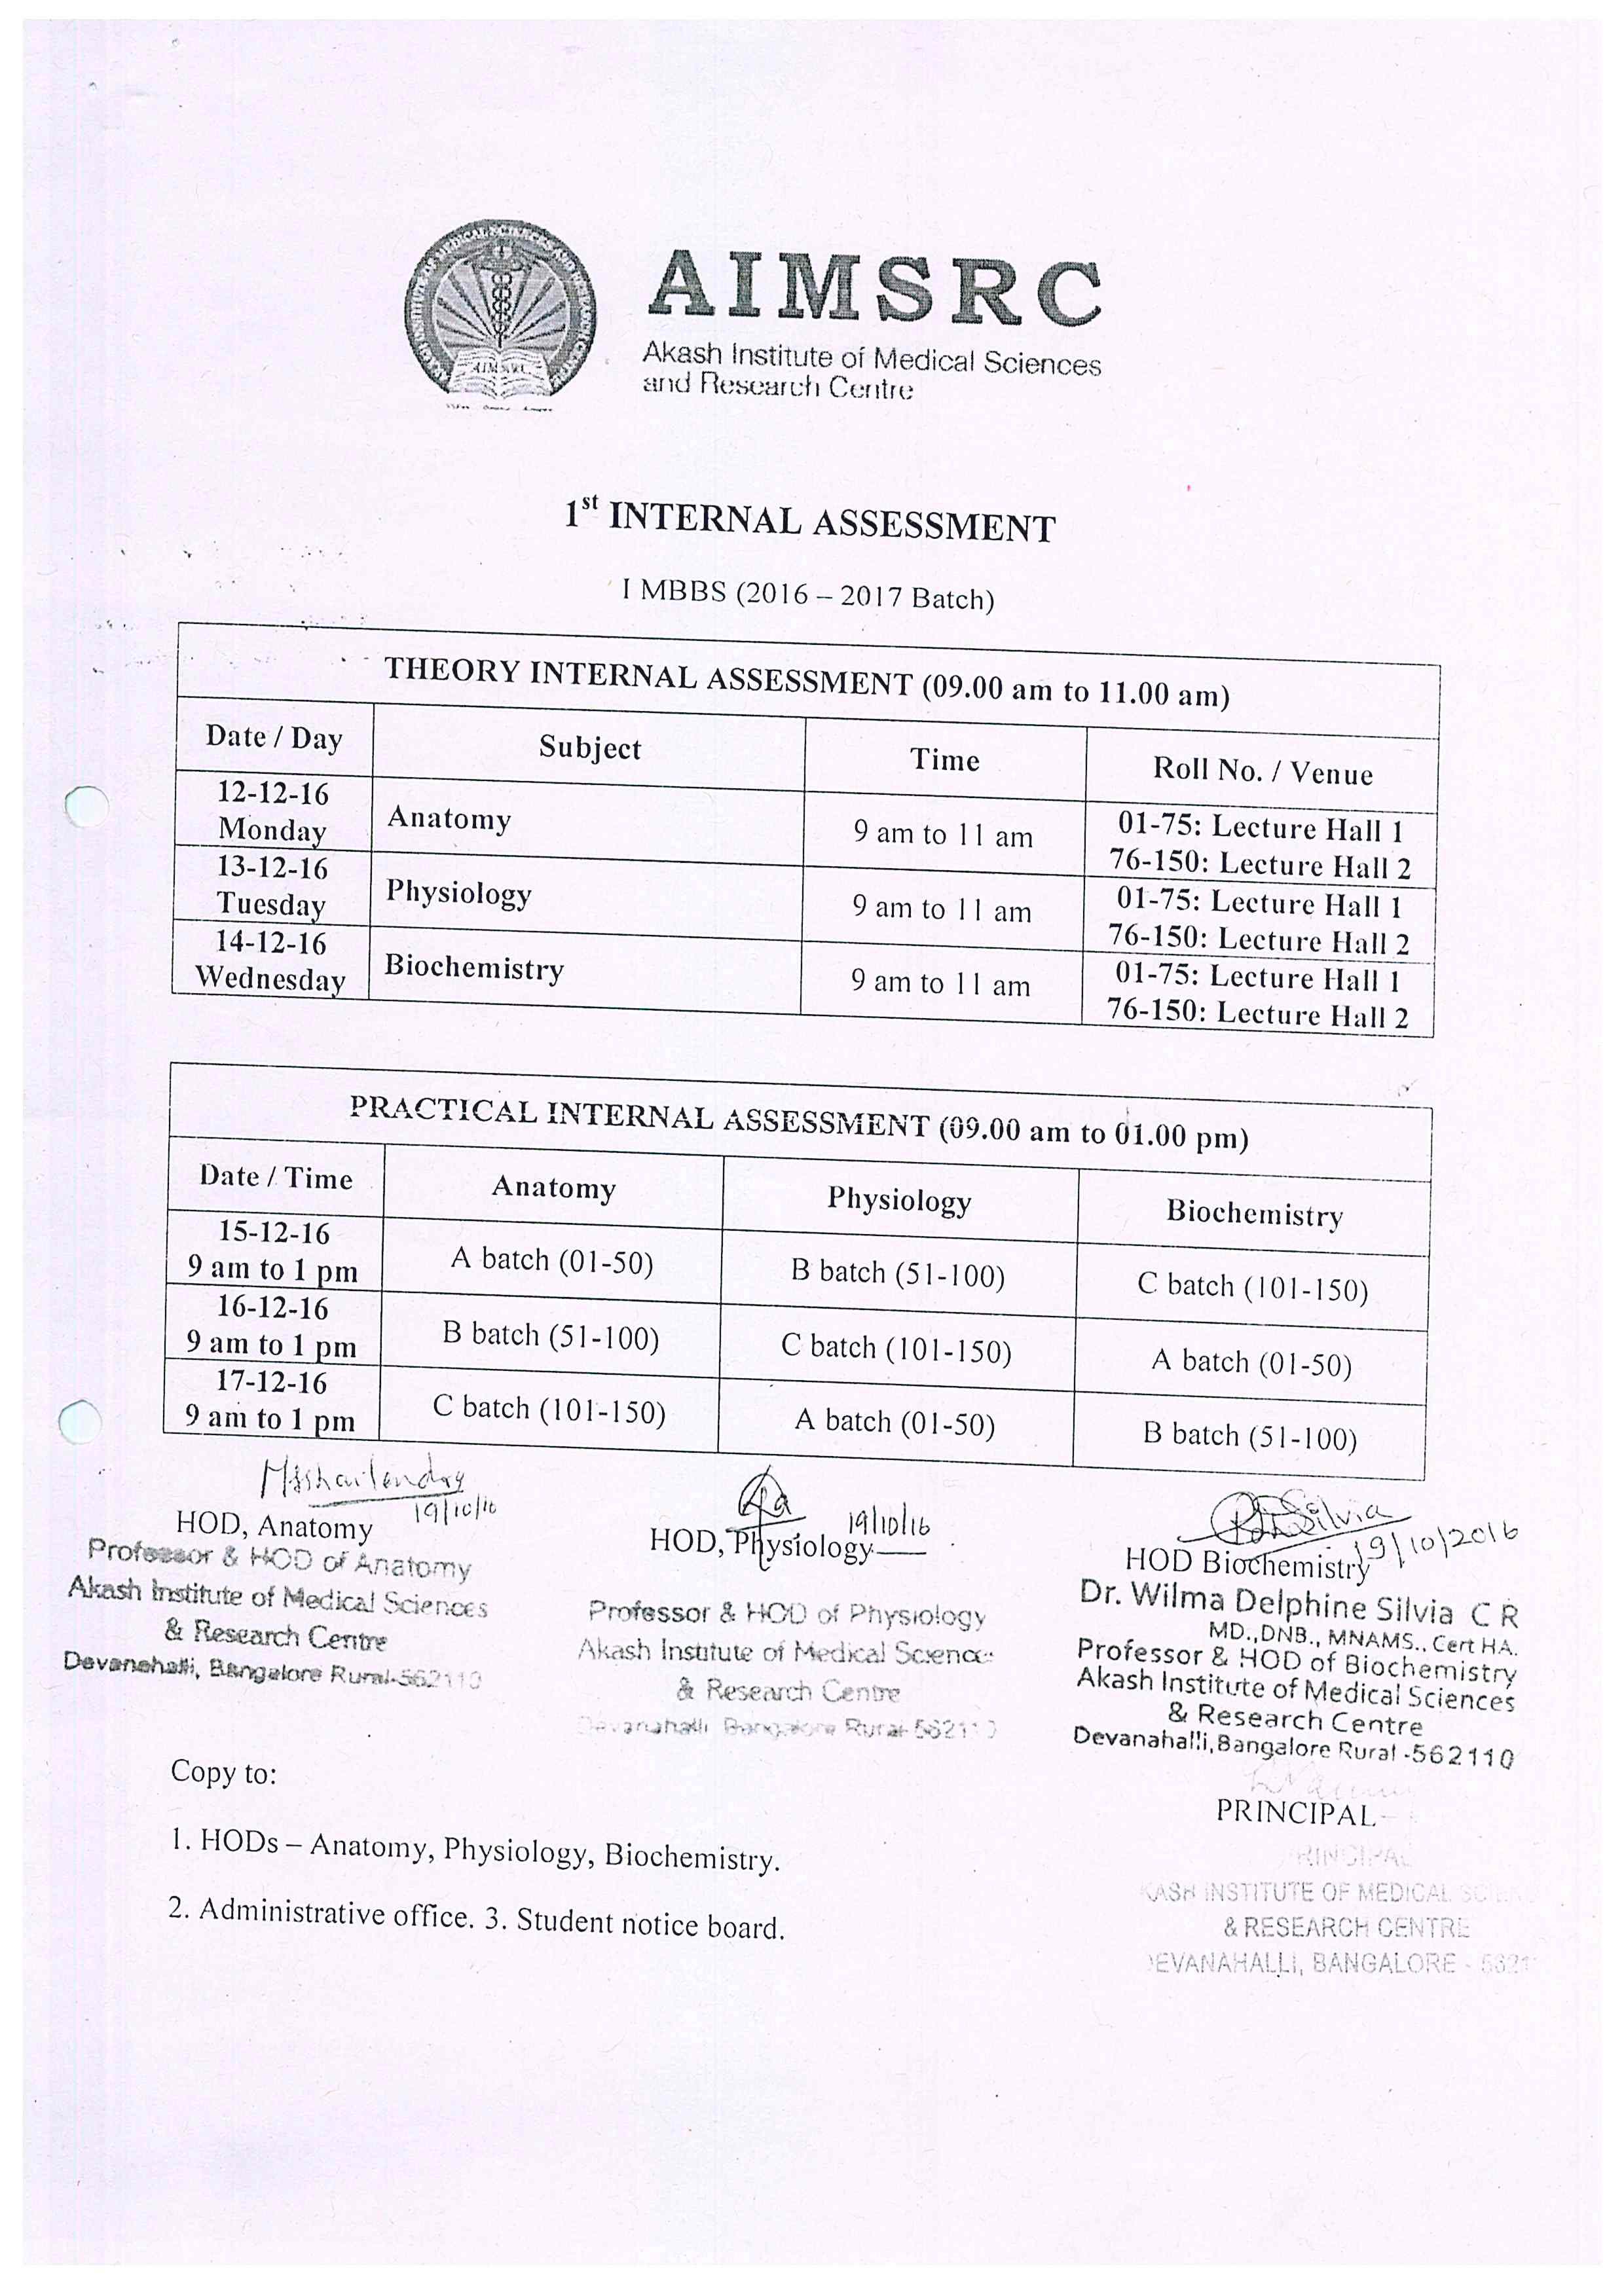 AIMSRC
AIMSRC
Akash Institute of Medical Sciences
and Research Centre
1st INTERNAL ASSESSMENT
I MBBS (2016 – 2017 Batch)
THEORY INTERNAL ASSESSMENT (09.00 am to 11.00 am)
Date / Day Subject Time Roll No. / Venue
12-12-16 Monday Anatomy 9 am to 11 am 01-75: Lecture Hall 1
76-150: Lecture Hall 2
13-12-16 Tuesday Physiology 9 am to 11 am 01-75: Lecture Hall 1
76-150: Lecture Hall 2
14-12-16 Wednesday Biochemistry 9 am to 11 am 01-75: Lecture Hall 1
76-150: Lecture Hall 2
PRACTICAL INTERNAL ASSESSMENT (09.00 am to 01.00 pm)
Date / Time Anatomy Physiology Biochemistry
15-12-16
9 am to 1 pm A batch (01-50) B batch (51-100) C batch (101-150)
16-12-16
9 am to 1 pm B batch (51-100) C batch (101-150) A batch (01-50)
17-12-16
9 am to 1 pm C batch (101-150) A batch (01-50) B batch (51-100)
19/10/16
HOD, Anatomy
Professor & HOD of Anatomy
Akash Institute of Medical Sciences
& Research Centre
Devanahalli, Bangalore Rural-562110
19/10/16
HOD, Physiology
Professor & HOD of Physiology
Akash Institute of Medical Science
& Research Centre
Devanahalli Bangalore Rural-562110
Silvia
19/10/2016
HOD Biochemistry
Dr. Wilma Delphine Silvia C R
MD.,DNB., MNAMS., Cert HA.
Professor & HOD of Biochemistry
Akash Institute of Medical Sciences
& Research Centre
Devanahalli, Bangalore Rural -562110
PRINCIPAL
PRINCIPAL
INSTITUTE OF MEDICAL
& RESEARCH CENTRE
DEVANAHALLI, BANGALORE -
Copy to:
1. HODs – Anatomy, Physiology, Biochemistry.
2. Administrative office. 3. Student notice board.